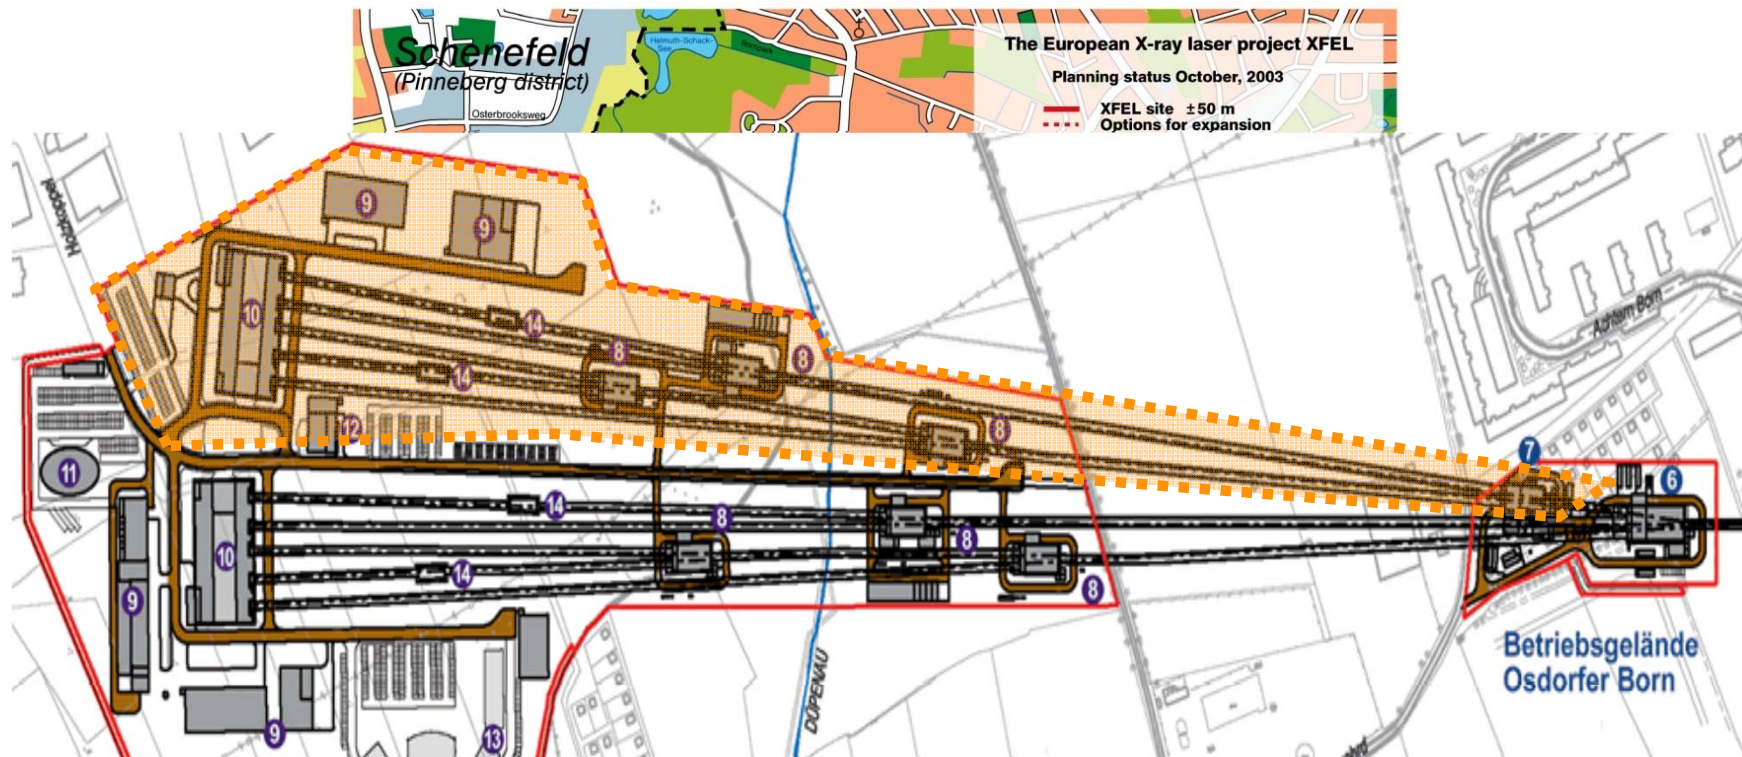 Schenefeld
(Pinneberg district)
Osterbrooksweg
Helmuth-Schack-
See
Bornpark
The European X-ray laser project XFEL
Planning status October, 2003
XFEL site ±50 m
Options for expansion
Holzkoppel
9
9
10
14
8
8
14
12
8
7
6
11
14
8
8
10
14
8
9
9
13
DÜPENAU
Achtern Born
Betriebsgelände
Osdorfer Born